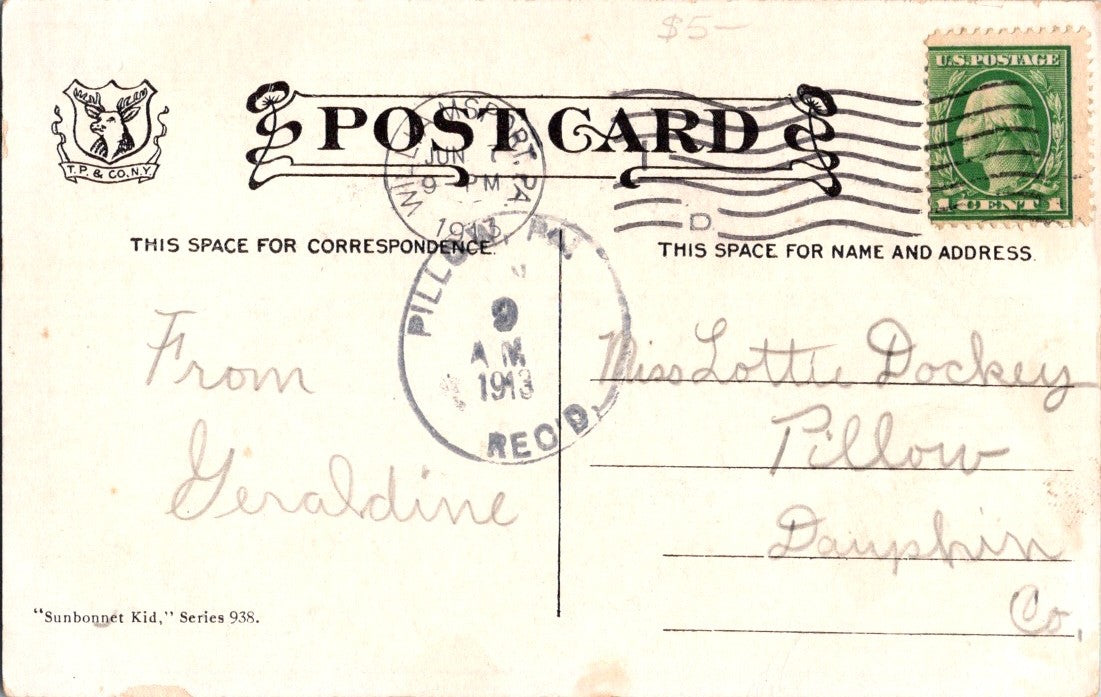 $5-
U.S. POSTAGE
1 CENT 1
T.P. & CO. N.Y.
POST CARD
WILLIAMSPORT, PA.
JUN
9 PM
1913
D.
THIS SPACE FOR CORRESPONDENCE.
THIS SPACE FOR NAME AND ADDRESS.
PILLOW, PA.
9
A M
1913
REC'D.
From
Geraldine
Miss Lottie Dockey
Pillow
Dauphin
Co.
"Sunbonnet Kid," Series 938.